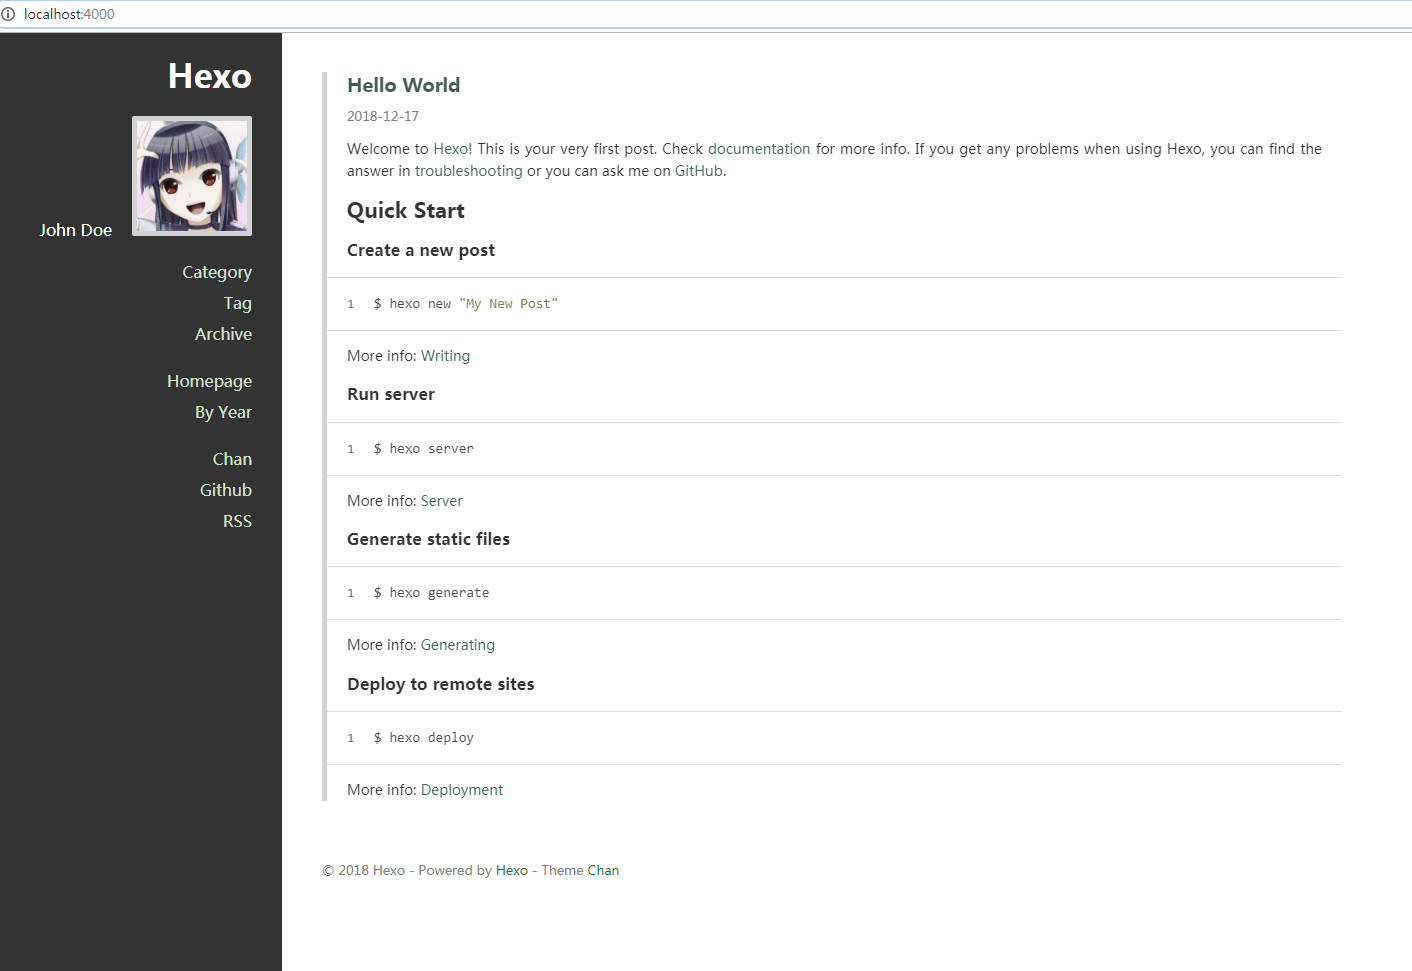 localhost:4000
Hexo
John Doe
Category
Tag
Archive
Homepage
By Year
Chan
Github
RSS
Hello World
2018-12-17
Welcome to Hexo! This is your very first post. Check documentation for more info. If you get any problems when using Hexo, you can find the
answer in troubleshooting or you can ask me on GitHub.
Quick Start
Create a new post
1 $ hexo new "My New Post"
More info: Writing
Run server
1 $ hexo server
More info: Server
Generate static files
1 $ hexo generate
More info: Generating
Deploy to remote sites
1 $ hexo deploy
More info: Deployment
© 2018 Hexo - Powered by Hexo - Theme Chan